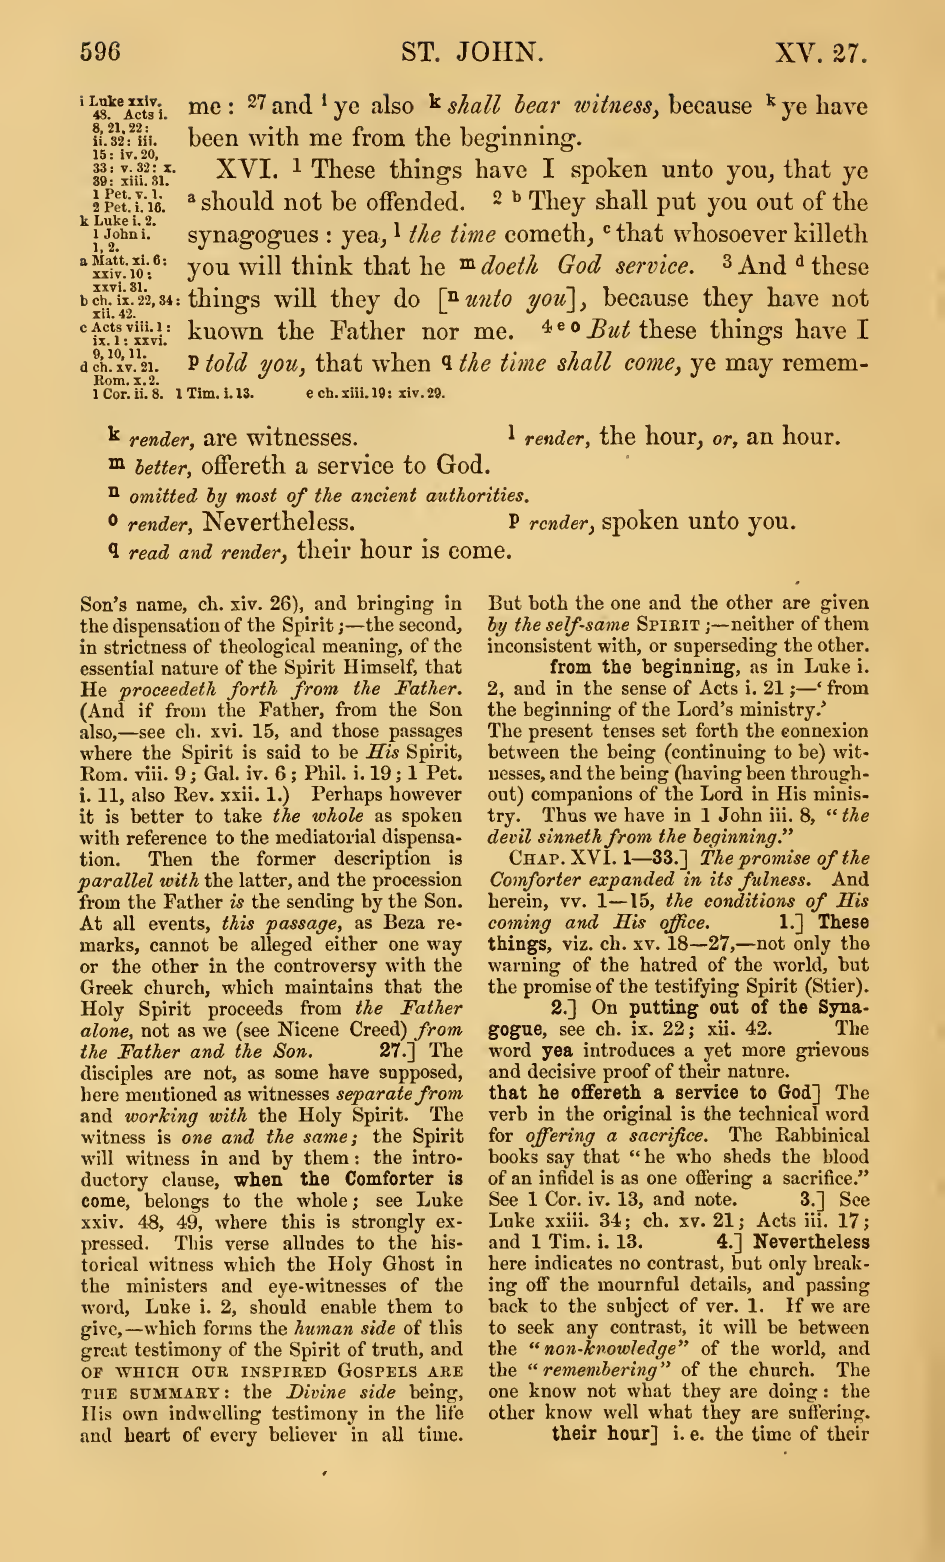 596 ST. JOHN. XV. 27.
i Luke xxiv.
48. Acts i.
8, 21, 22:
ii. 32: iii.
15: iv. 20,
33: v. 32: x.
39: xiii. 31.
1 Pet. v. 1.
2 Pet. i. 16.
k Luke i. 2.
1 John i.
1, 2.
a Matt. xi. 6:
xxiv. 10:
xxvi. 31.
b ch. ix. 22, 34:
xii. 42.
c Acts viii. 1:
ix. 1: xxvi.
9, 10, 11.
d ch. xv. 21.
Rom. x. 2.
1 Cor. ii. 8. 1 Tim. i. 13. e ch. xiii. 19: xiv. 29.
me: 27 and i ye also k shall bear witness, because k ye have
been with me from the beginning.
XVI. 1 These things have I spoken unto you, that ye
a should not be offended. 2 b They shall put you out of the
synagogues: yea, l the time cometh, c that whosoever killeth
you will think that he m doeth God service. 3 And d these
things will they do [n unto you], because they have not
known the Father nor me. 4 e o But these things have I
p told you, that when q the time shall come, ye may remem-
k render, are witnesses. l render, the hour, or, an hour.
m better, offereth a service to God.
n omitted by most of the ancient authorities.
o render, Nevertheless. p render, spoken unto you.
q read and render, their hour is come.
Son's name, ch. xiv. 26), and bringing in
the dispensation of the Spirit;—the second,
in strictness of theological meaning, of the
essential nature of the Spirit Himself, that
He proceedeth forth from the Father.
(And if from the Father, from the Son
also,—see ch. xvi. 15, and those passages
where the Spirit is said to be His Spirit,
Rom. viii. 9; Gal. iv. 6; Phil. i. 19; 1 Pet.
i. 11, also Rev. xxii. 1.) Perhaps however
it is better to take the whole as spoken
with reference to the mediatorial dispensa-
tion. Then the former description is
parallel with the latter, and the procession
from the Father is the sending by the Son.
At all events, this passage, as Beza re-
marks, cannot be alleged either one way
or the other in the controversy with the
Greek church, which maintains that the
Holy Spirit proceeds from the Father
alone, not as we (see Nicene Creed) from
the Father and the Son. 27.] The
disciples are not, as some have supposed,
here mentioned as witnesses separate from
and working with the Holy Spirit. The
witness is one and the same; the Spirit
will witness in and by them: the intro-
ductory clause, when the Comforter is
come, belongs to the whole; see Luke
xxiv. 48, 49, where this is strongly ex-
pressed. This verse alludes to the his-
torical witness which the Holy Ghost in
the ministers and eye-witnesses of the
word, Luke i. 2, should enable them to
give,—which forms the human side of this
great testimony of the Spirit of truth, and
OF WHICH OUR INSPIRED GOSPELS ARE
THE SUMMARY: the Divine side being,
His own indwelling testimony in the life
and heart of every believer in all time.
But both the one and the other are given
by the self-same SPIRIT;—neither of them
inconsistent with, or superseding the other.
from the beginning, as in Luke i.
2, and in the sense of Acts i. 21;—'from
the beginning of the Lord's ministry.'
The present tenses set forth the connexion
between the being (continuing to be) wit-
nesses, and the being (having been through-
out) companions of the Lord in His minis-
try. Thus we have in 1 John iii. 8, "the
devil sinneth from the beginning."
CHAP. XVI. 1—33.] The promise of the
Comforter expanded in its fulness. And
herein, vv. 1—15, the conditions of His
coming and His office. 1.] These
things, viz. ch. xv. 18—27,—not only the
warning of the hatred of the world, but
the promise of the testifying Spirit (Stier).
2.] On putting out of the Syna-
gogue, see ch. ix. 22; xii. 42. The
word yea introduces a yet more grievous
and decisive proof of their nature.
that he offereth a service to God] The
verb in the original is the technical word
for offering a sacrifice. The Rabbinical
books say that "he who sheds the blood
of an infidel is as one offering a sacrifice."
See 1 Cor. iv. 13, and note. 3.] See
Luke xxiii. 34; ch. xv. 21; Acts iii. 17;
and 1 Tim. i. 13. 4.] Nevertheless
here indicates no contrast, but only break-
ing off the mournful details, and passing
back to the subject of ver. 1. If we are
to seek any contrast, it will be between
the "non-knowledge" of the world, and
the "remembering" of the church. The
one know not what they are doing: the
other know well what they are suffering.
their hour] i. e. the time of their